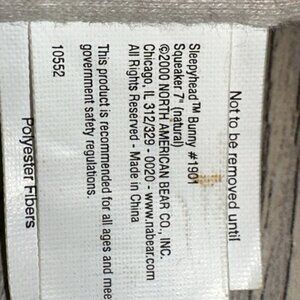 Not to be removed until
Sleepyhead™ Bunny #1901
Squeaker 7" (natural)
©2000 NORTH AMERICAN BEAR CO., INC.
Chicago, IL 312/329 - 0020 - www.nabear.com
All Rights Reserved - Made in China
This product is recommended for all ages and mee
government safety regulations.
10552
Polyester Fibers